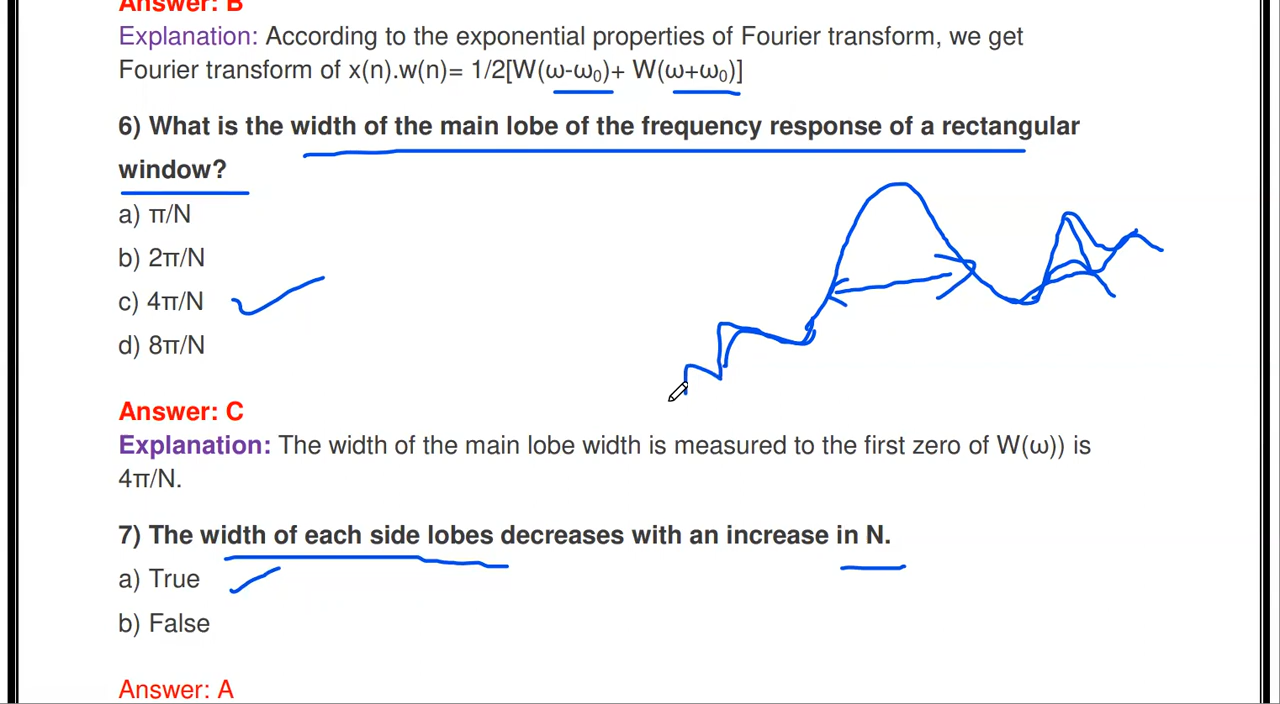 Answer: B
Explanation: According to the exponential properties of Fourier transform, we get
Fourier transform of x(n).w(n)= 1/2[W(ω-ω₀)+ W(ω+ω₀)]
6) What is the width of the main lobe of the frequency response of a rectangular
window?
a) π/N
b) 2π/N
c) 4π/N
d) 8π/N
Answer: C
Explanation: The width of the main lobe width is measured to the first zero of W(ω)) is
4π/N.
7) The width of each side lobes decreases with an increase in N.
a) True
b) False
Answer: A